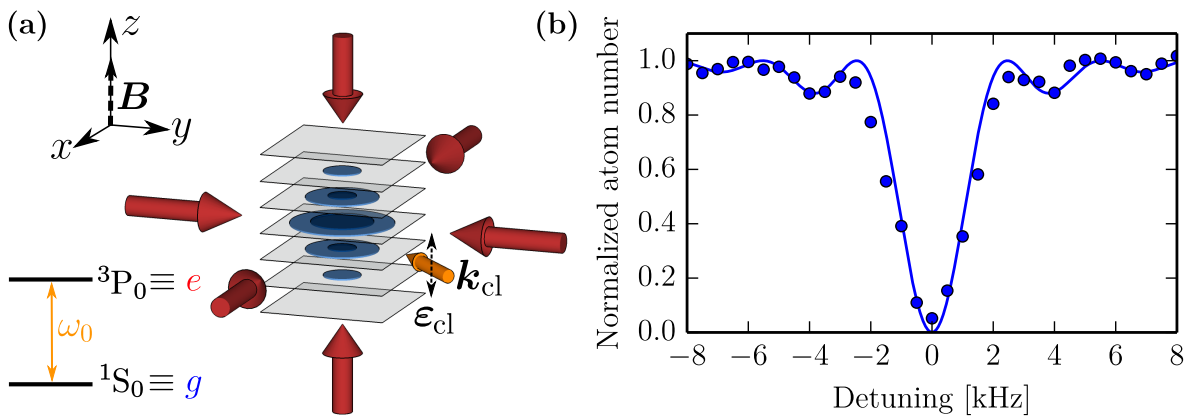 (a)
z
B
x
y
k_cl
ε_cl
³P₀≡ e
ω₀
¹S₀≡ g
(b)
Normalized atom number
1.0
0.8
0.6
0.4
0.2
0.0
−8 −6 −4 −2 0 2 4 6 8
Detuning [kHz]